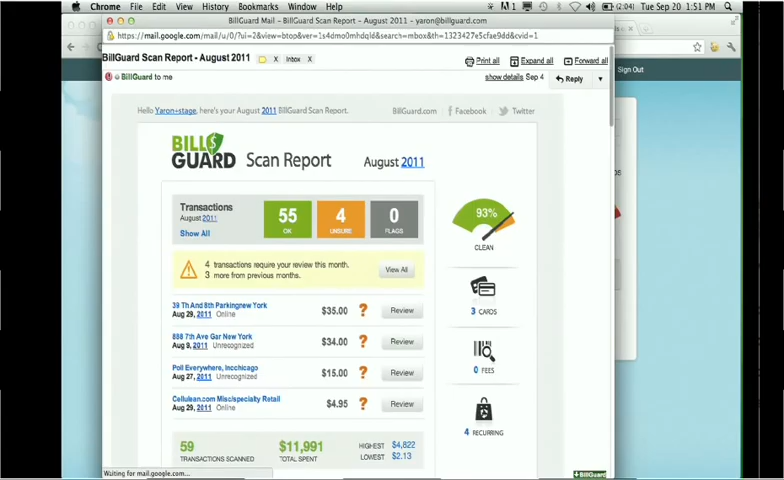 Chrome File Edit View History Bookmarks Window Help
(2:04) Tue Sep 20 1:51 PM
BillGuard Mail – BillGuard Scan Report - August 2011 – yaron@billguard.com
https://mail.google.com/mail/u/0/?ui=2&view=btop&ver=1s4dmo0mhdqld&search=mbox&th=1323427e5cfae9dd&cvid=1
BillGuard Scan Report - August 2011 X Inbox X
Print all Expand all Forward all
Sign Out
BillGuard to me
show details Sep 4 Reply
Hello Yaron+stage, here's your August 2011 BillGuard Scan Report.
BillGuard.com Facebook Twitter
BILL GUARD Scan Report August 2011
Transactions
August 2011
Show All
55 OK
4 UNSURE
0 FLAGS
93%
CLEAN
4 transactions require your review this month.
3 more from previous months.
View All
3 CARDS
39 Th And 8th Parkingnew York
Aug 29, 2011 Online
$35.00 ? Review
888 7th Ave Gar New York
Aug 9, 2011 Unrecognized
$34.00 ? Review
0 FEES
Poll Everywhere, Incchicago
Aug 27, 2011 Unrecognized
$15.00 ? Review
Cellulean.com Misc/specialty Retail
Aug 29, 2011 Online
$4.95 ? Review
4 RECURRING
59
TRANSACTIONS SCANNED
$11,991
TOTAL SPENT
HIGHEST $4,822
LOWEST $2.13
Waiting for mail.google.com...
BillGuard